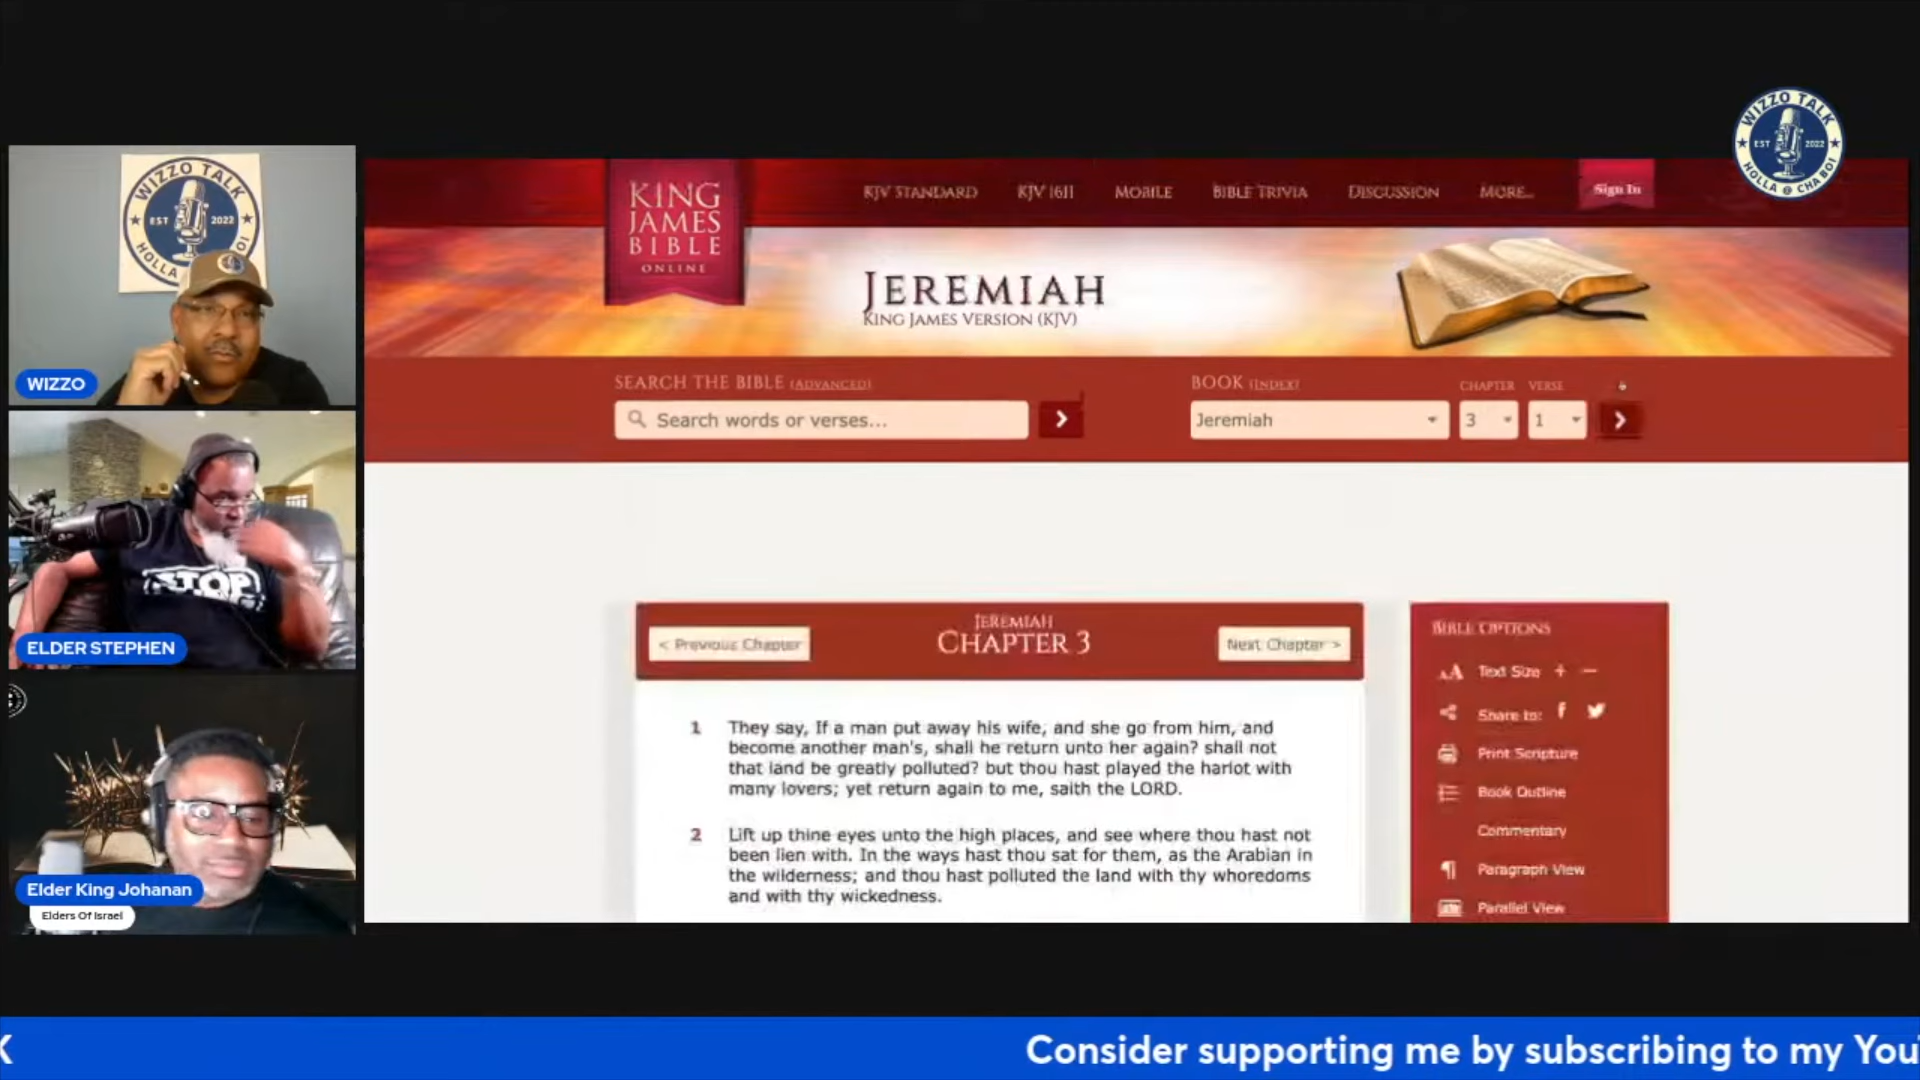 WIZZO TALK
EST 2022
HOLLA @ CHA BOI
WIZZO TALK
EST 2022
HOLLA
WIZZO
STOP
ELDER STEPHEN
Elder King Johanan
Elders Of Israel
KING
JAMES
BIBLE
ONLINE
KJV STANDARD KJV 1611 MOBILE BIBLE TRIVIA DISCUSSION MORE... Sign In
JEREMIAH
KING JAMES VERSION (KJV)
SEARCH THE BIBLE (ADVANCED)
Search words or verses...
BOOK (INDEX) CHAPTER VERSE
Jeremiah 3 1
JEREMIAH
< Previous Chapter CHAPTER 3 Next Chapter >
1 They say, If a man put away his wife, and she go from him, and
become another man's, shall he return unto her again? shall not
that land be greatly polluted? but thou hast played the harlot with
many lovers; yet return again to me, saith the LORD.
2 Lift up thine eyes unto the high places, and see where thou hast not
been lien with. In the ways hast thou sat for them, as the Arabian in
the wilderness; and thou hast polluted the land with thy whoredoms
and with thy wickedness.
BIBLE OPTIONS
Text Size + −
Share to:
Print Scripture
Book Outline
Commentary
Paragraph View
Parallel View
Consider supporting me by subscribing to my You